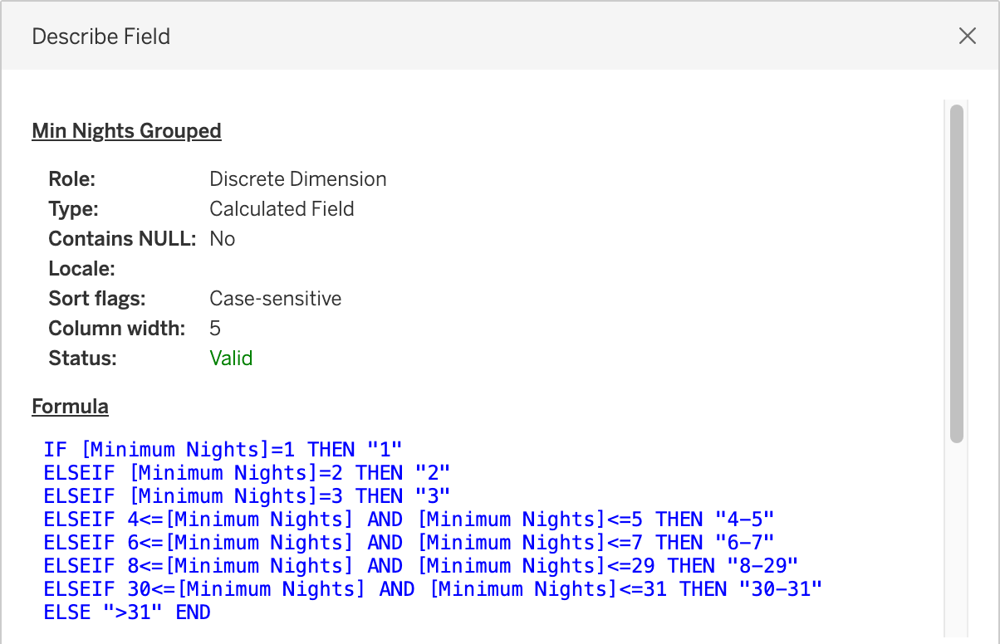 Describe Field
Min Nights Grouped
Role: Discrete Dimension
Type: Calculated Field
Contains NULL: No
Locale:
Sort flags: Case-sensitive
Column width: 5
Status: Valid
Formula
IF [Minimum Nights]=1 THEN "1"
ELSEIF [Minimum Nights]=2 THEN "2"
ELSEIF [Minimum Nights]=3 THEN "3"
ELSEIF 4<=[Minimum Nights] AND [Minimum Nights]<=5 THEN "4–5"
ELSEIF 6<=[Minimum Nights] AND [Minimum Nights]<=7 THEN "6–7"
ELSEIF 8<=[Minimum Nights] AND [Minimum Nights]<=29 THEN "8–29"
ELSEIF 30<=[Minimum Nights] AND [Minimum Nights]<=31 THEN "30–31"
ELSE ">31" END